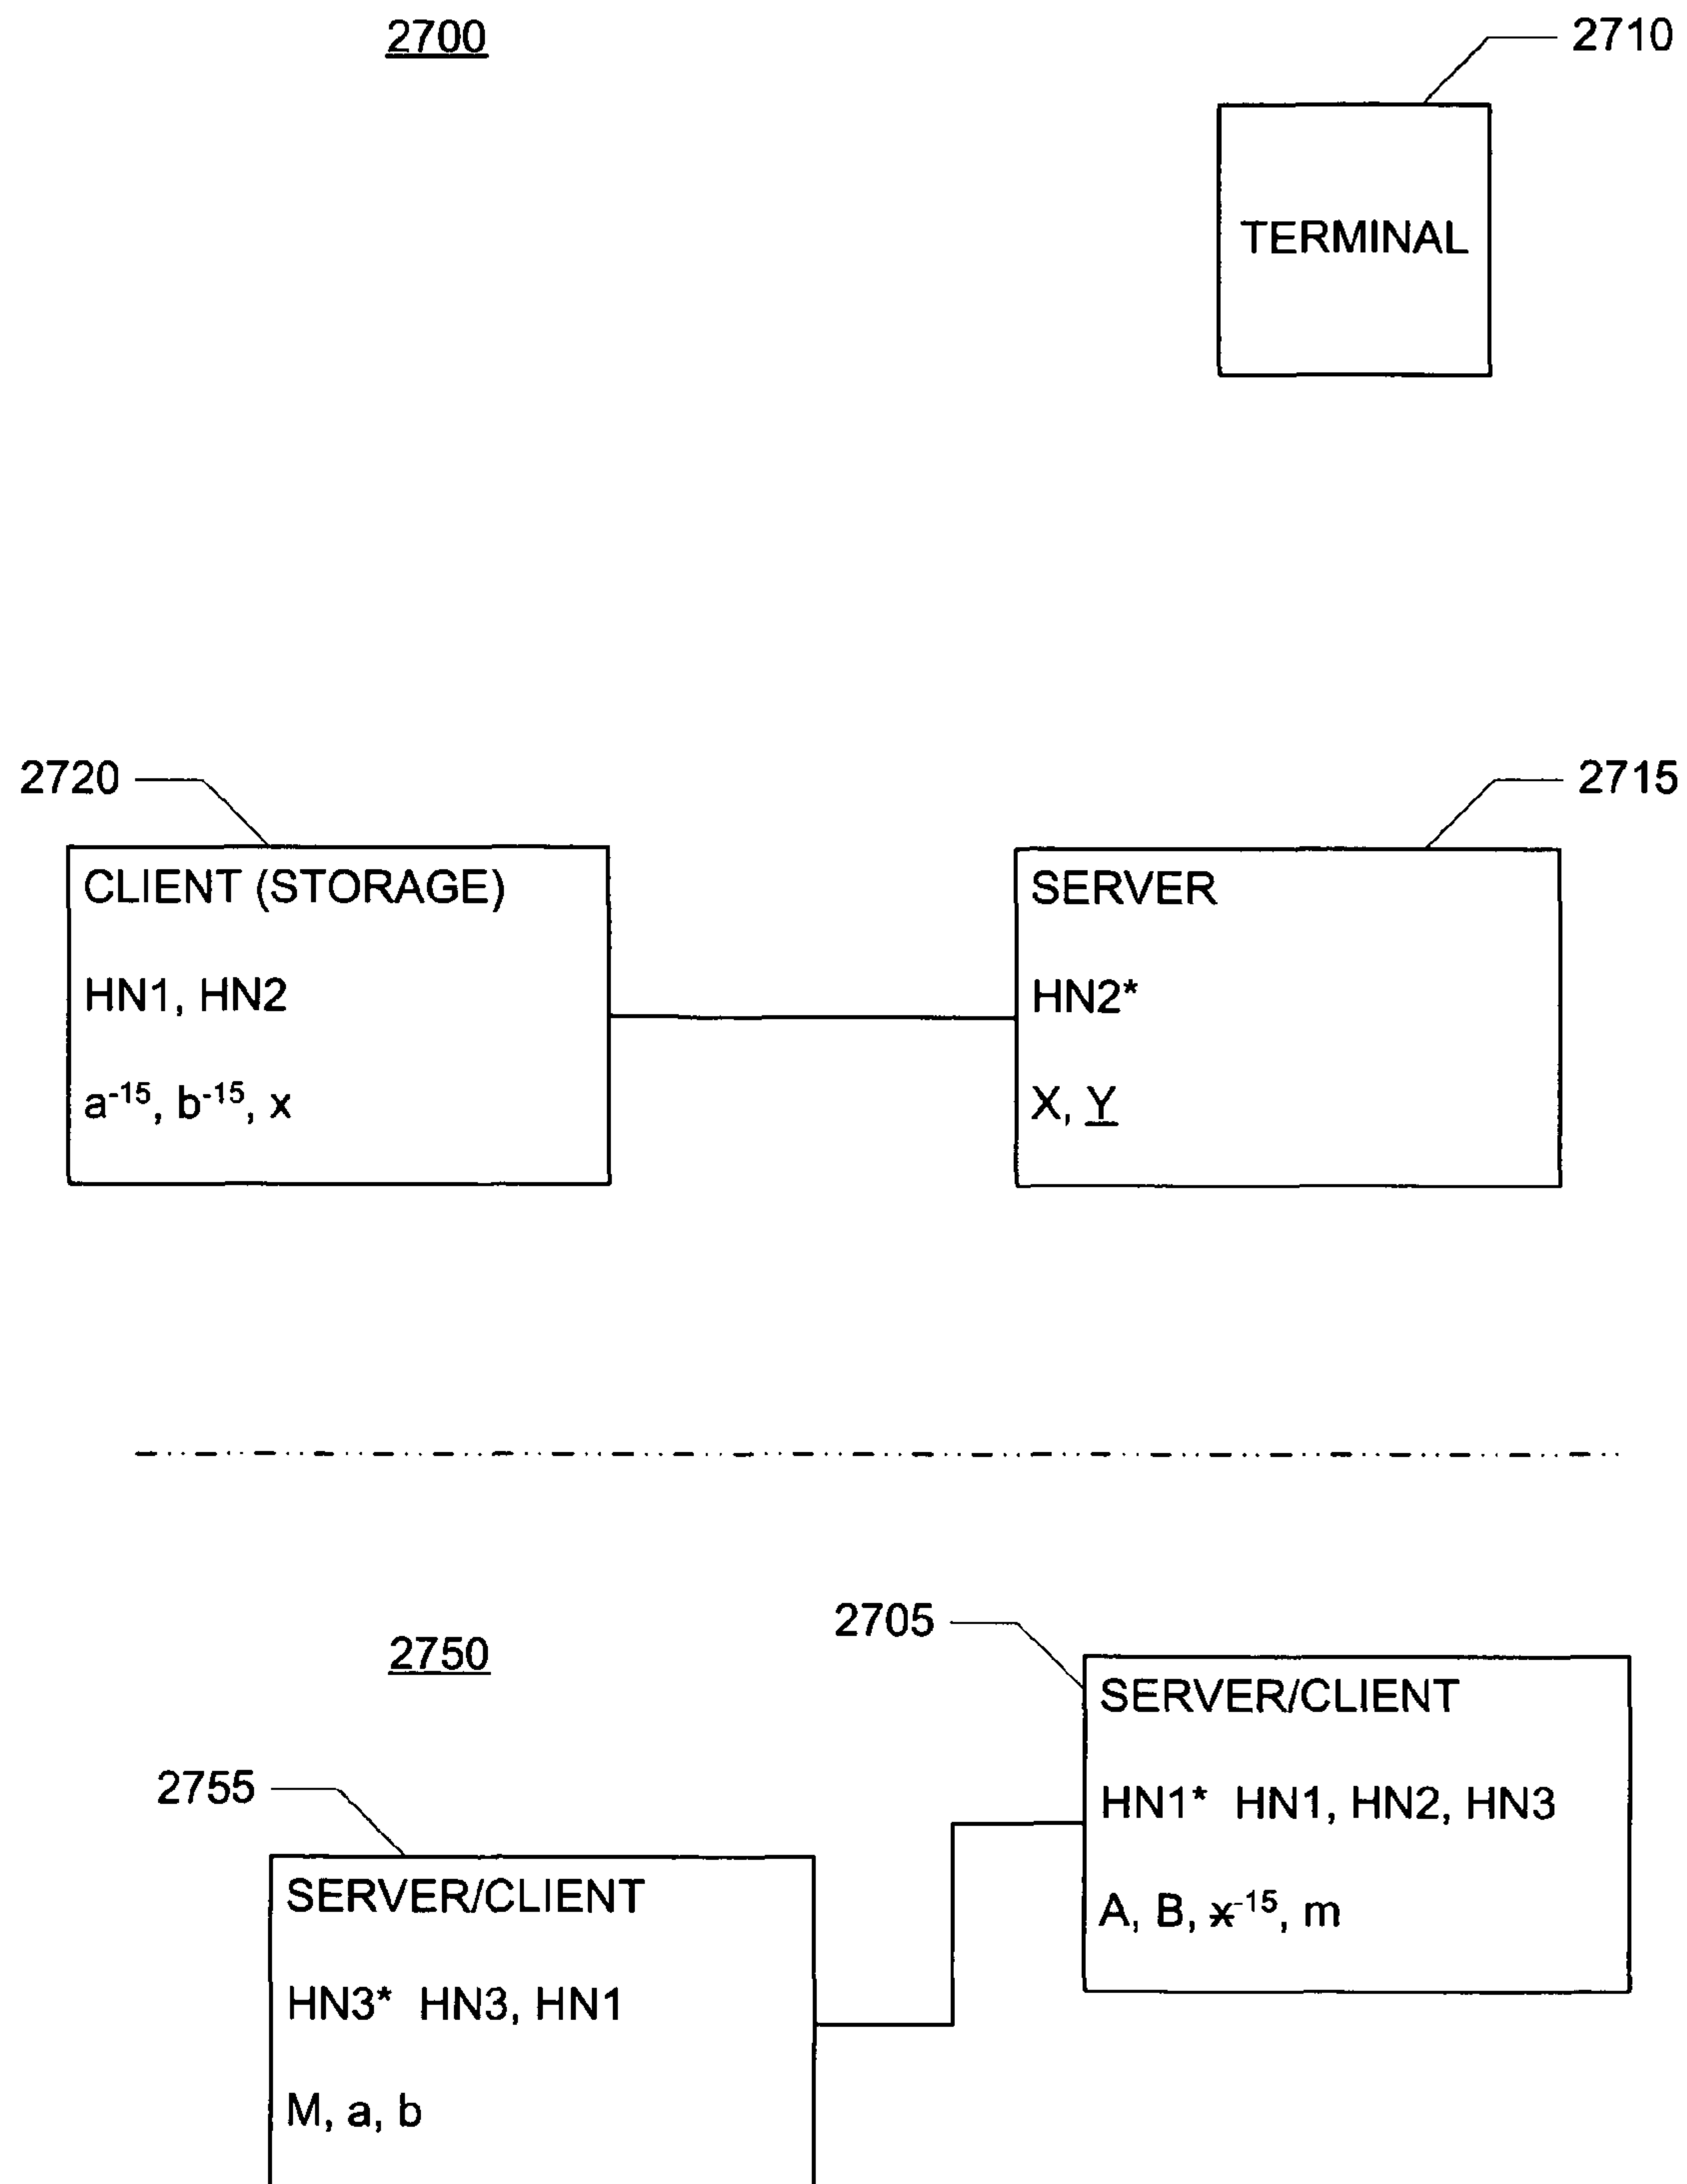 2700
2710
TERMINAL
2720
2715
CLIENT (STORAGE)
HN1, HN2
a⁻¹⁵, b⁻¹⁵, x
SERVER
HN2*
X, Y
2750
2705
SERVER/CLIENT
HN1* HN1, HN2, HN3
A, B, x⁻¹⁵, m
2755
SERVER/CLIENT
HN3* HN3, HN1
M, a, b